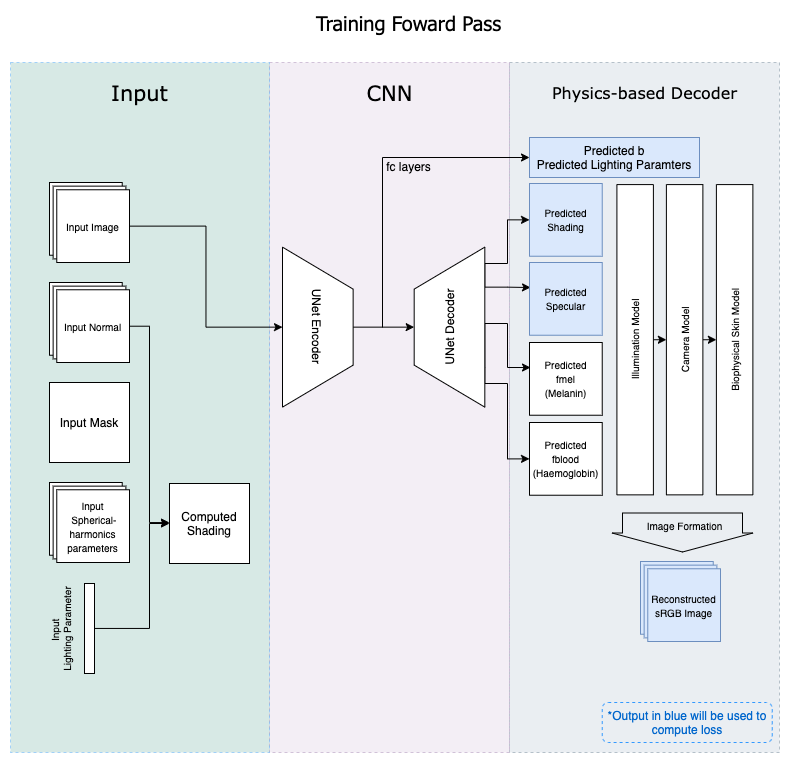 Training Foward Pass
Input
CNN
Physics-based Decoder
Input Image
Input Normal
Input Mask
Input
Spherical-
harmonics
parameters
Computed
Shading
Input
Lighting Parameter
UNet Encoder
fc layers
UNet Decoder
Predicted b
Predicted Lighting Paramters
Predicted
Shading
Predicted
Specular
Predicted
fmel
(Melanin)
Predicted
fblood
(Haemoglobin)
Illumination Model
Camera Model
Biophysical Skin Model
Image Formation
Reconstructed
sRGB Image
*Output in blue will be used to
compute loss